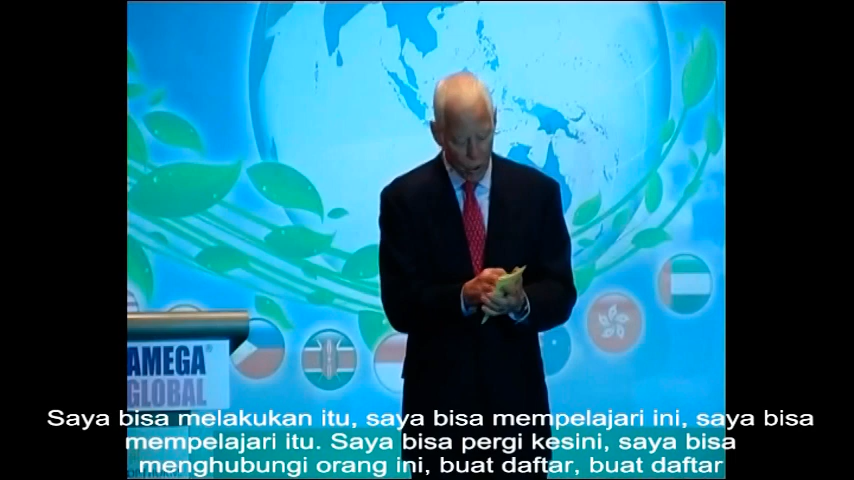 AMEGA
GLOBAL
Saya bisa melakukan itu, saya bisa mempelajari ini, saya bisa
mempelajari itu. Saya bisa pergi kesini, saya bisa
menghubungi orang ini, buat daftar, buat daftar